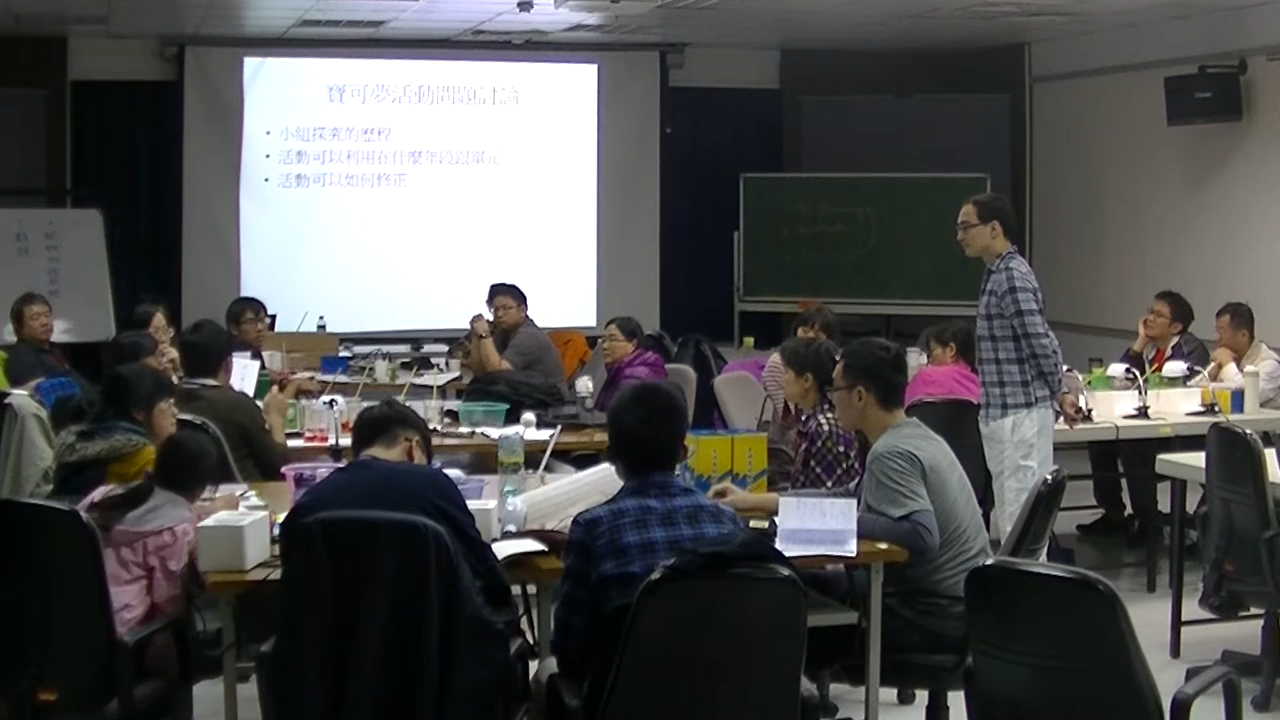 寶可夢活動問題討論
• 小組探究的歷程
• 活動可以利用在什麼年段跟單元
• 活動可以如何修正